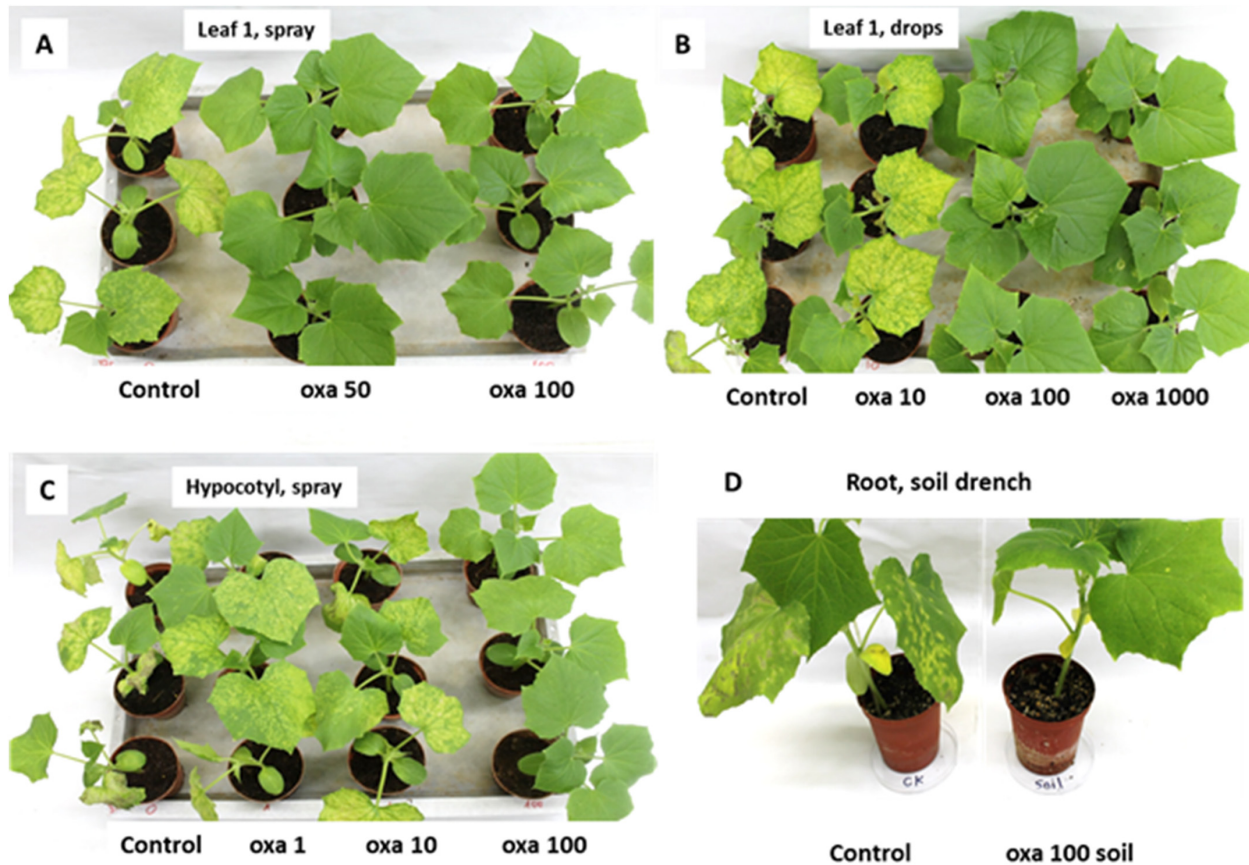 A
Leaf 1, spray
Control
oxa 50
oxa 100
B
Leaf 1, drops
Control
oxa 10
oxa 100
oxa 1000
C
Hypocotyl, spray
Control
oxa 1
oxa 10
oxa 100
D
Root, soil drench
CK
Soil
Control
oxa 100 soil